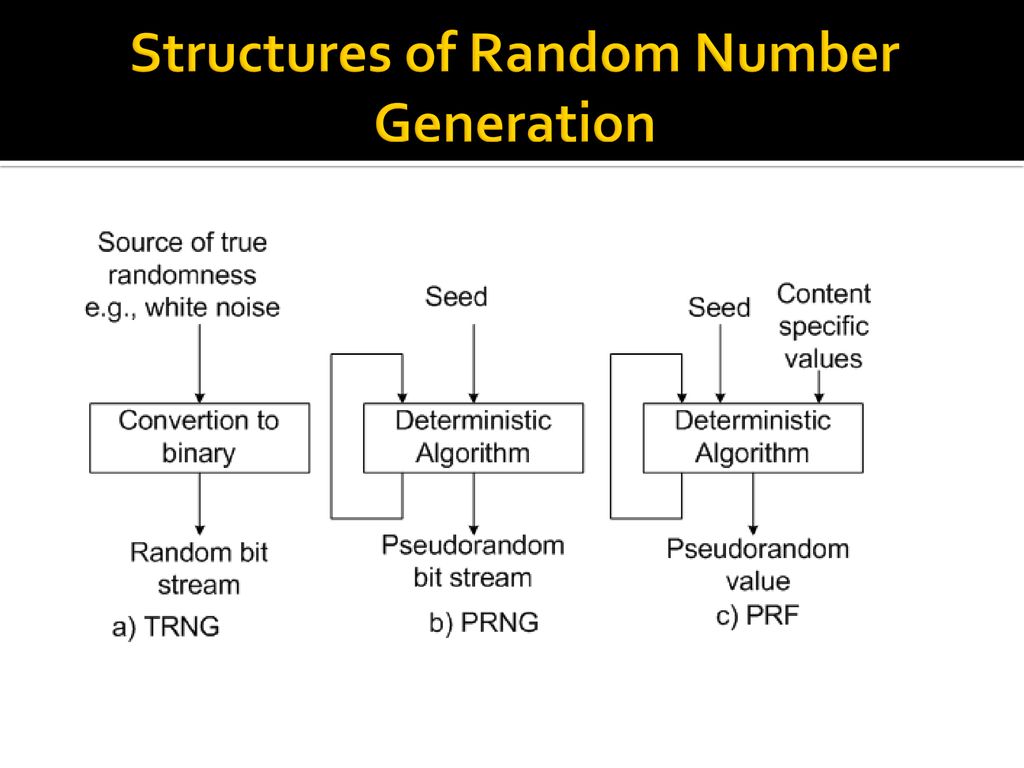 Structures of Random Number
Generation
Source of true
randomness
e.g., white noise
Convertion to
binary
Random bit
stream
a) TRNG
Seed
Deterministic
Algorithm
Pseudorandom
bit stream
b) PRNG
Seed
Content
specific
values
Deterministic
Algorithm
Pseudorandom
value
c) PRF